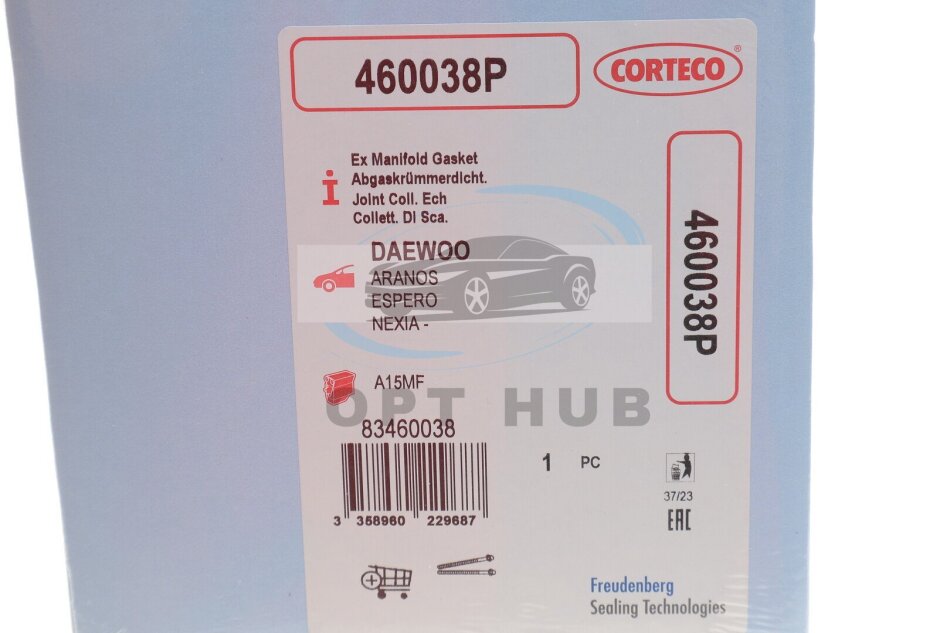 460038P
CORTECO®
Ex Manifold Gasket
Abgaskrümmerdicht.
Joint Coll. Ech
Collett. DI Sca.
460038P
DAEWOO
ARANOS
ESPERO
NEXIA -
A15MF
OPT HUB
83460038
1 PC
3 358960 229687
37/23
EAC
Freudenberg
Sealing Technologies